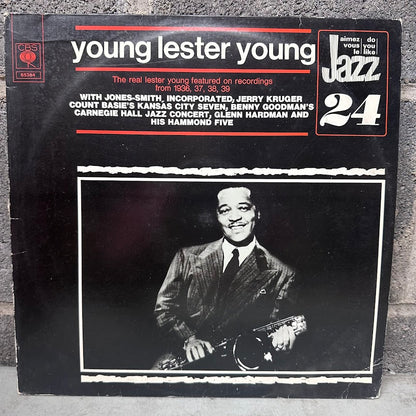 CBS
65384
young lester young
The real lester young featured on recordings
from 1936, 37, 38, 39
WITH JONES-SMITH, INCORPORATED, JERRY KRUGER
COUNT BASIE'S KANSAS CITY SEVEN, BENNY GOODMAN'S
CARNEGIE HALL JAZZ CONCERT, GLENN HARDMAN AND
HIS HAMMOND FIVE
aimez do
vous you
le like
Jazz
24